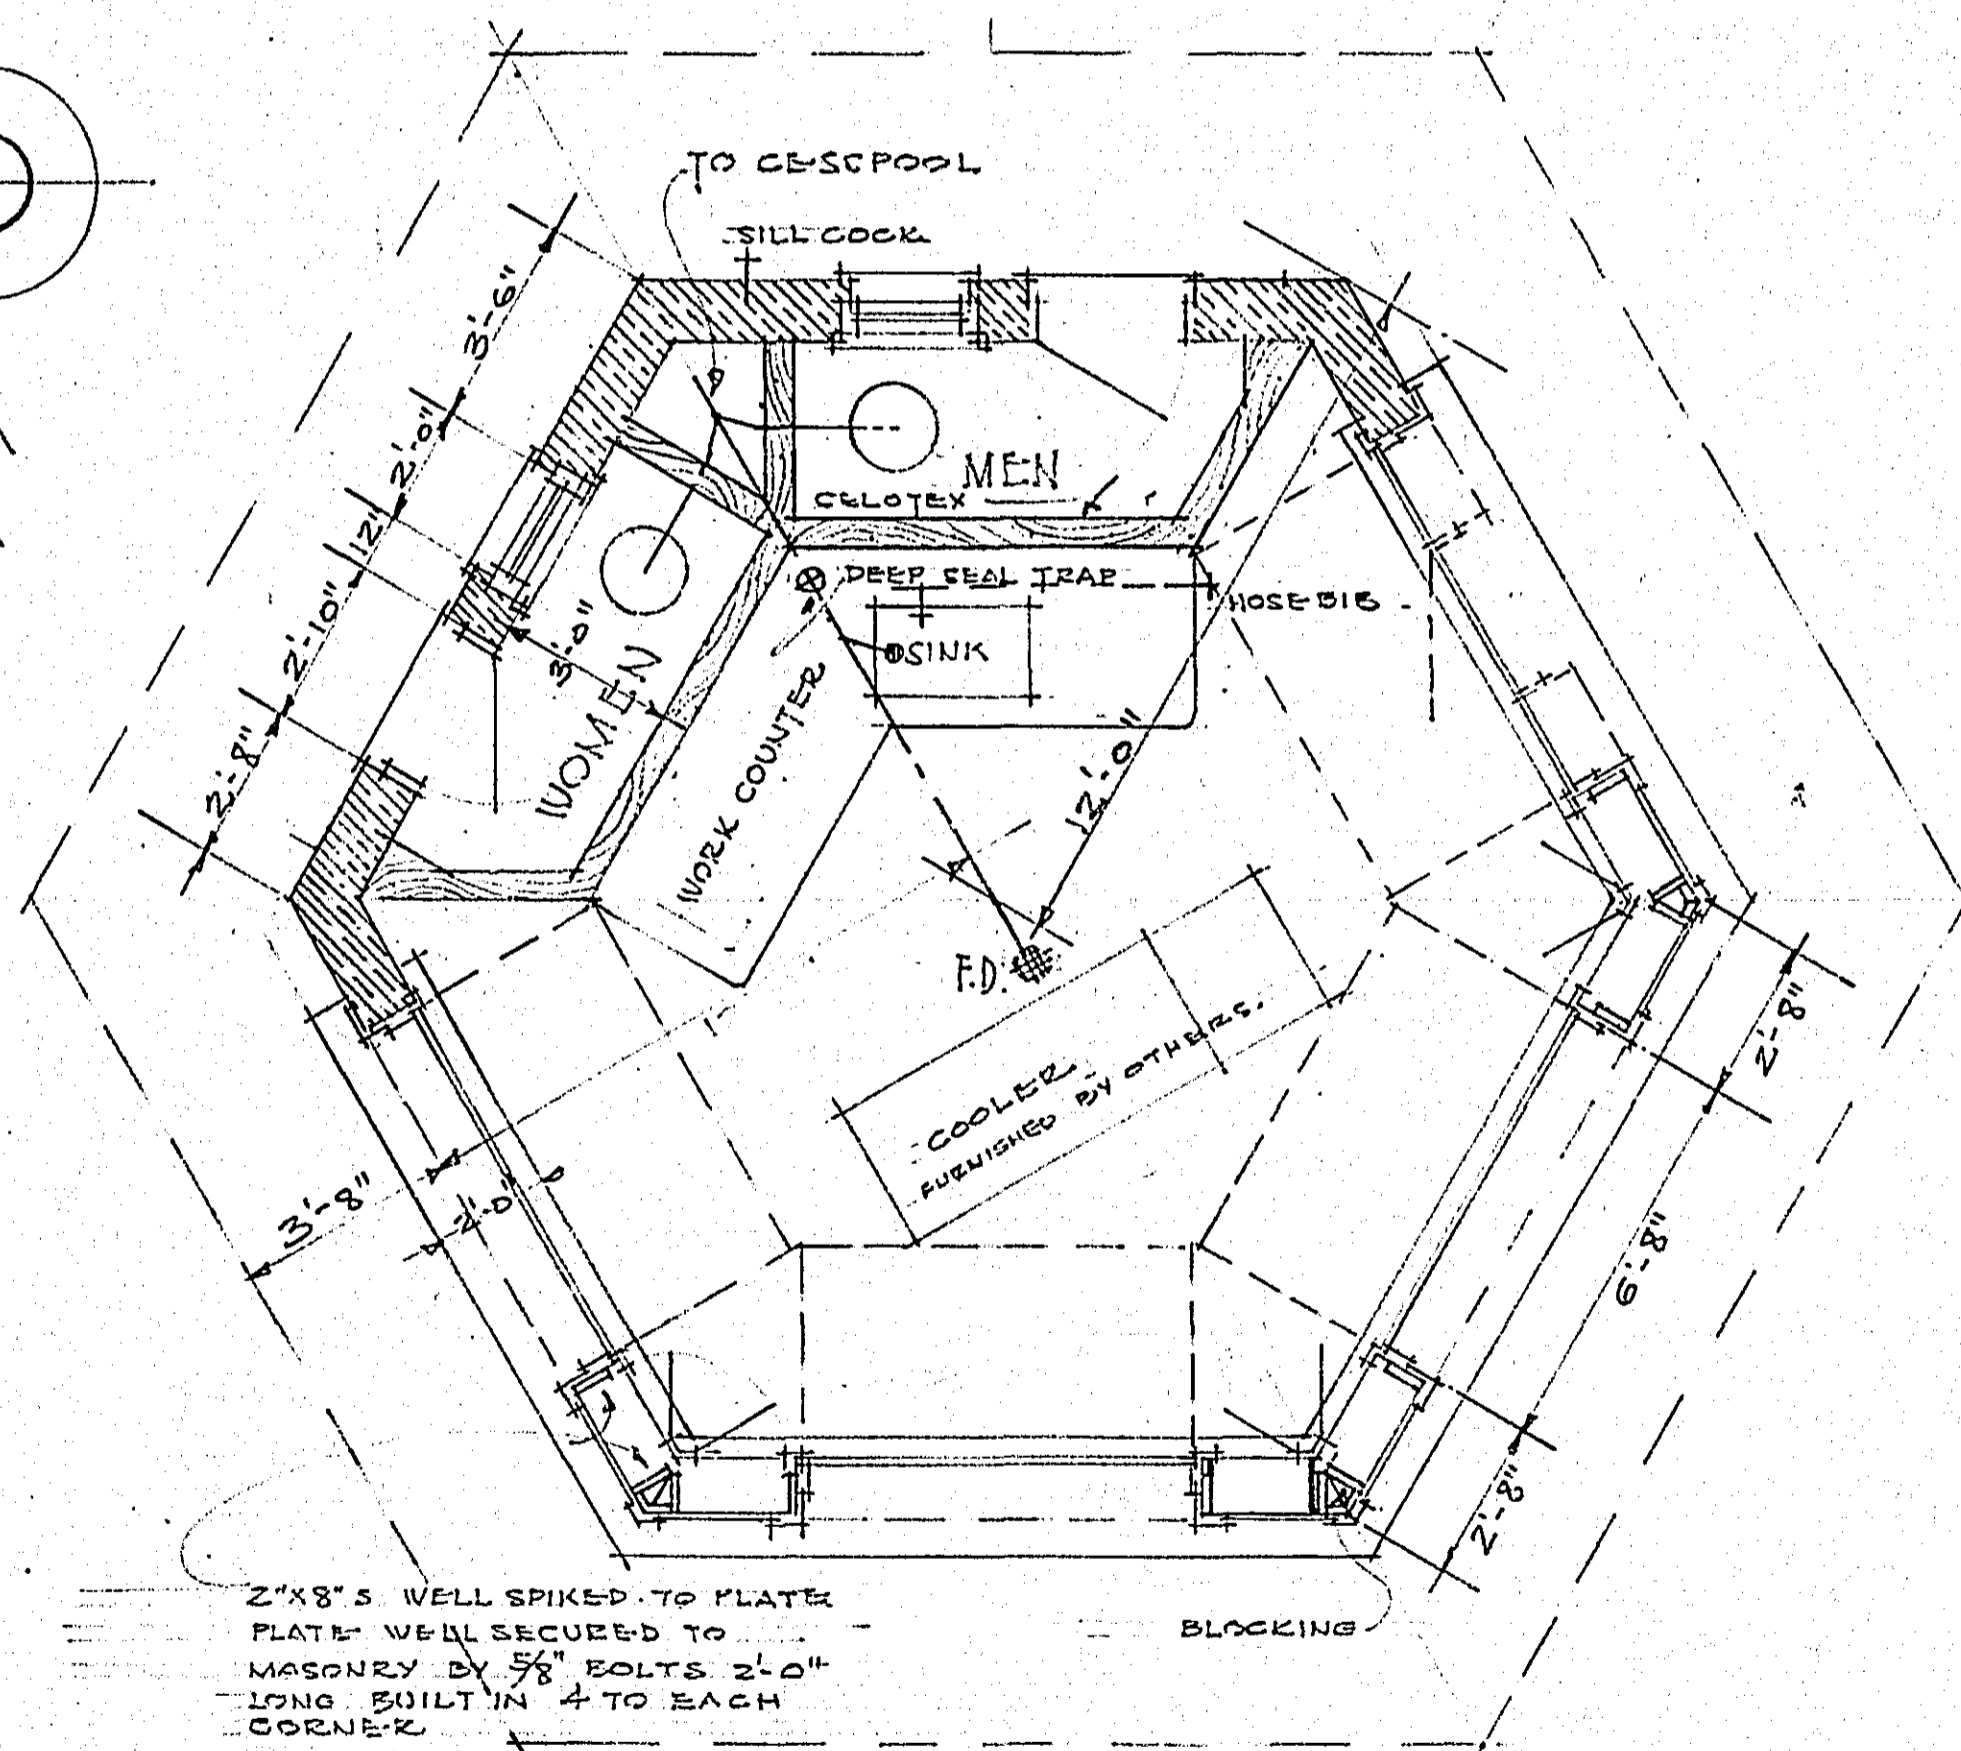 TO CESSPOOL
SILL COCK
3'-6"
2'-0"
12"
2'-10"
2'-8"
MEN
CELOTEX
DEEP SEAL TRAP
HOSE BIB
SINK
3'-0"
WOMEN
WORK COUNTER
12'-0"
F.D.
COOLER
FURNISHED BY OTHERS.
2'-8"
6'-8"
2'-8"
3'-8"
2'-0"
2"X8"S WELL SPIKED TO PLATE
PLATE WELL SECURED TO
MASONRY BY 5/8" BOLTS 2'-0"
LONG BUILT IN 4 TO EACH
CORNER
BLOCKING